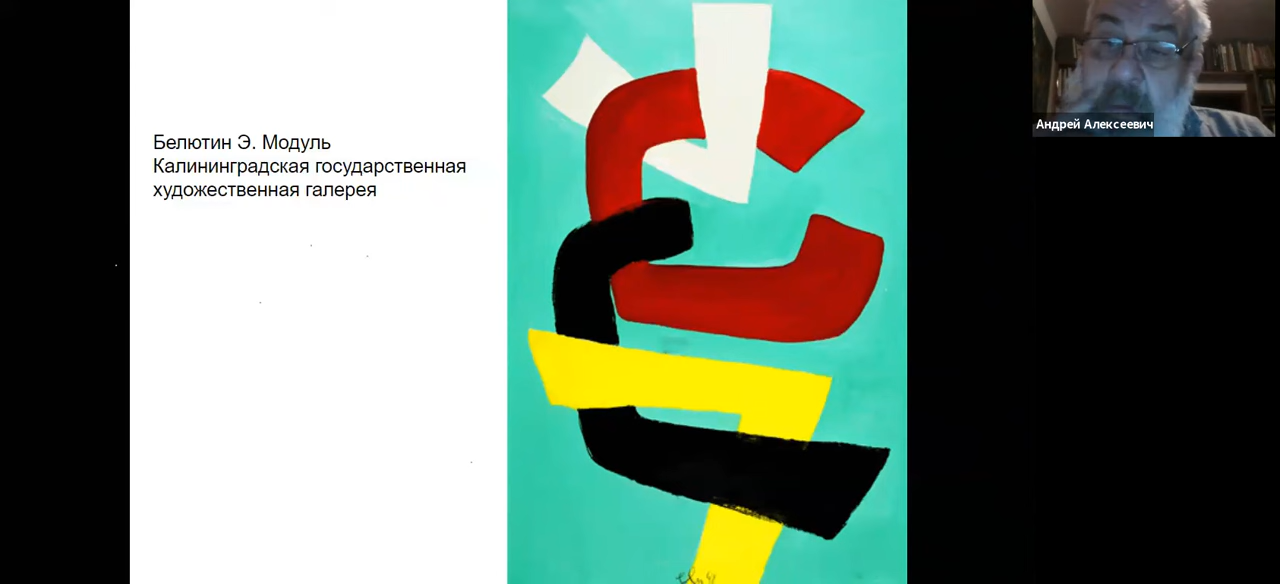 Белютин Э. Модуль
Калининградская государственная
художественная галерея
Андрей Алексеевич